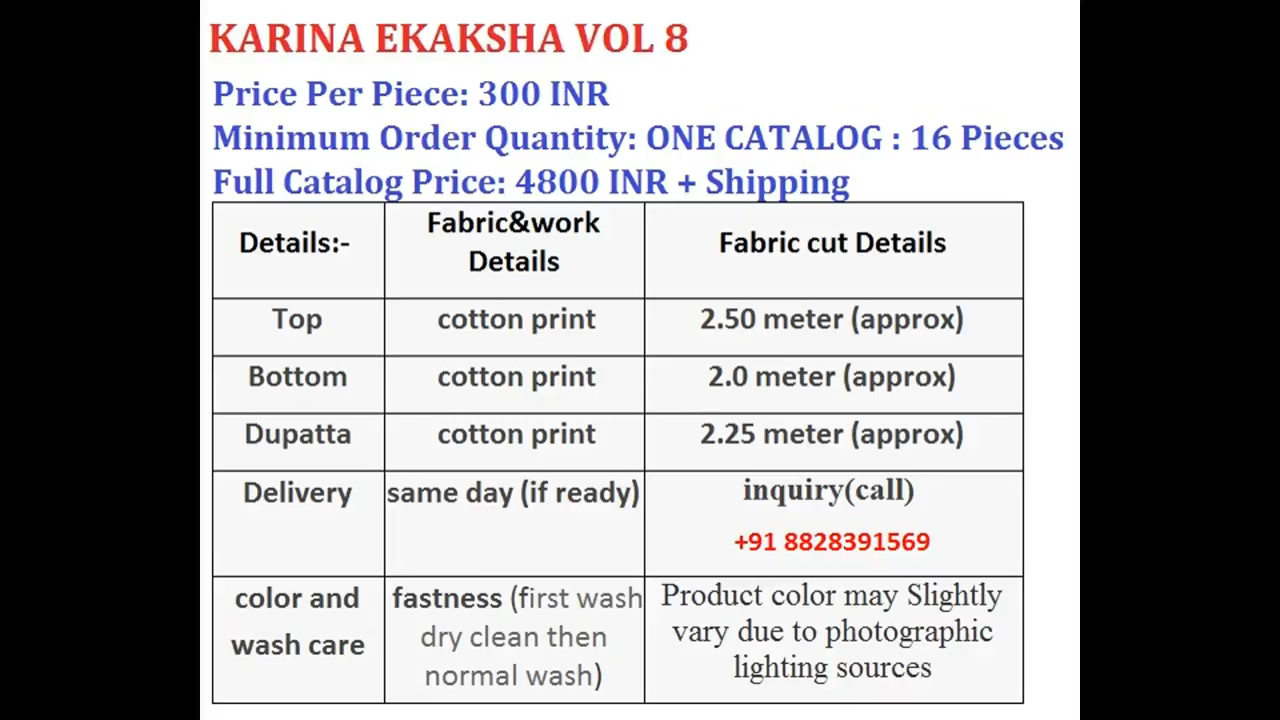 KARINA EKAKSHA VOL 8
Price Per Piece: 300 INR
Minimum Order Quantity: ONE CATALOG : 16 Pieces
Full Catalog Price: 4800 INR + Shipping
Details:-
Fabric&work
Details
Fabric cut Details
Top
cotton print
2.50 meter (approx)
Bottom
cotton print
2.0 meter (approx)
Dupatta
cotton print
2.25 meter (approx)
Delivery
same day (if ready)
inquiry(call)
+91 8828391569
color and
wash care
fastness (first wash
dry clean then
normal wash)
Product color may Slightly
vary due to photographic
lighting sources